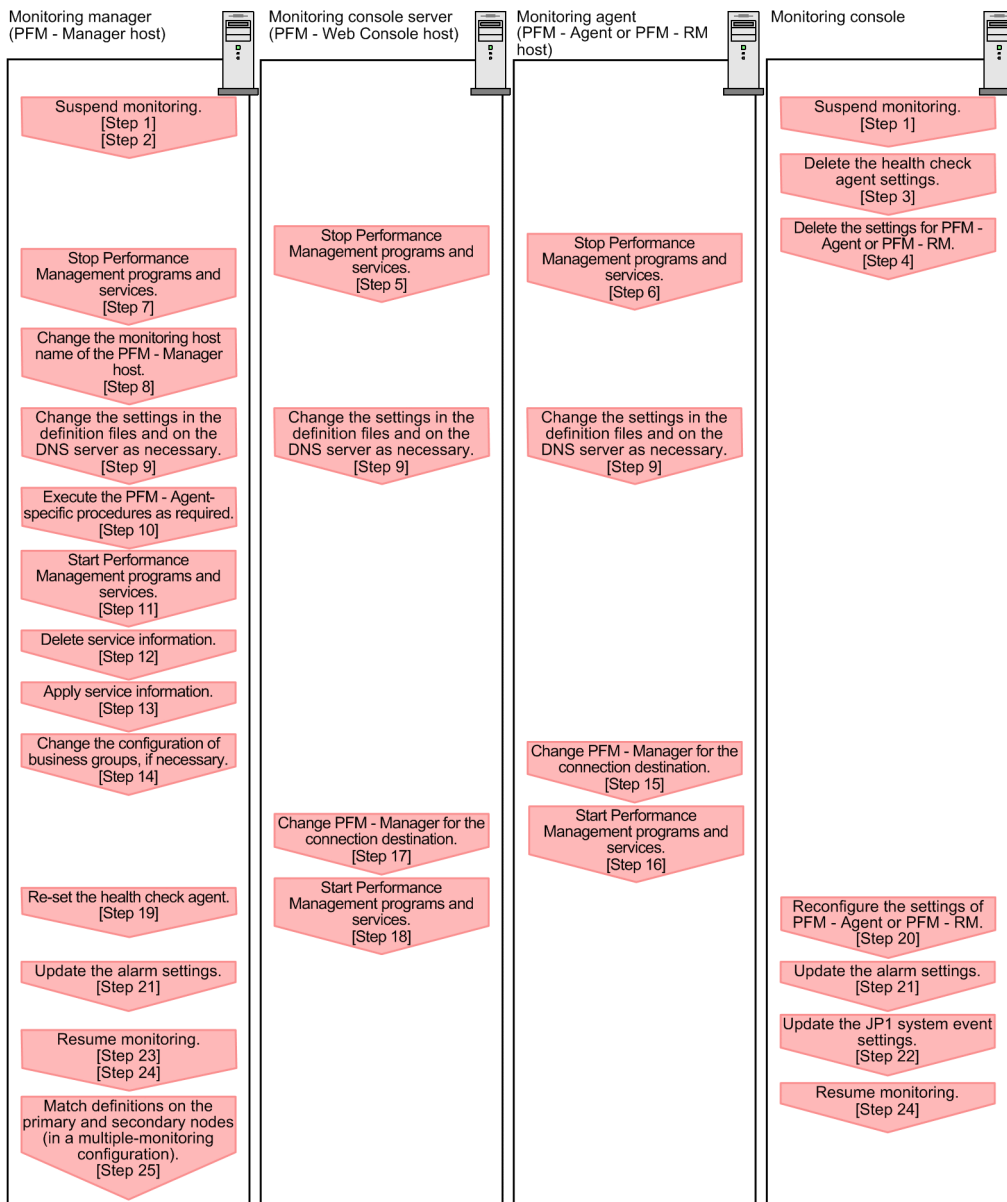 Monitoring manager
(PFM - Manager host)
Suspend monitoring.
[Step 1]
[Step 2]
Stop Performance
Management programs and
services.
[Step 7]
Change the monitoring host
name of the PFM - Manager
host.
[Step 8]
Change the settings in the
definition files and on the
DNS server as necessary.
[Step 9]
Execute the PFM - Agent-
specific procedures as required.
[Step 10]
Start Performance
Management programs and
services.
[Step 11]
Delete service information.
[Step 12]
Apply service information.
[Step 13]
Change the configuration of
business groups, if necessary.
[Step 14]
Re-set the health check agent.
[Step 19]
Update the alarm settings.
[Step 21]
Resume monitoring.
[Step 23]
[Step 24]
Match definitions on the
primary and secondary nodes
(in a multiple-monitoring
configuration).
[Step 25]
Monitoring console server
(PFM - Web Console host)
Stop Performance
Management programs and
services.
[Step 5]
Change the settings in the
definition files and on the
DNS server as necessary.
[Step 9]
Change PFM - Manager for the
connection destination.
[Step 17]
Start Performance
Management programs and
services.
[Step 18]
Monitoring agent
(PFM - Agent or PFM - RM
host)
Stop Performance
Management programs and
services.
[Step 6]
Change the settings in the
definition files and on the
DNS server as necessary.
[Step 9]
Change PFM - Manager for the
connection destination.
[Step 15]
Start Performance
Management programs and
services.
[Step 16]
Monitoring console
Suspend monitoring.
[Step 1]
Delete the health check
agent settings.
[Step 3]
Delete the settings for PFM -
Agent or PFM - RM.
[Step 4]
Reconfigure the settings of
PFM - Agent or PFM - RM.
[Step 20]
Update the alarm settings.
[Step 21]
Update the JP1 system event
settings.
[Step 22]
Resume monitoring.
[Step 24]